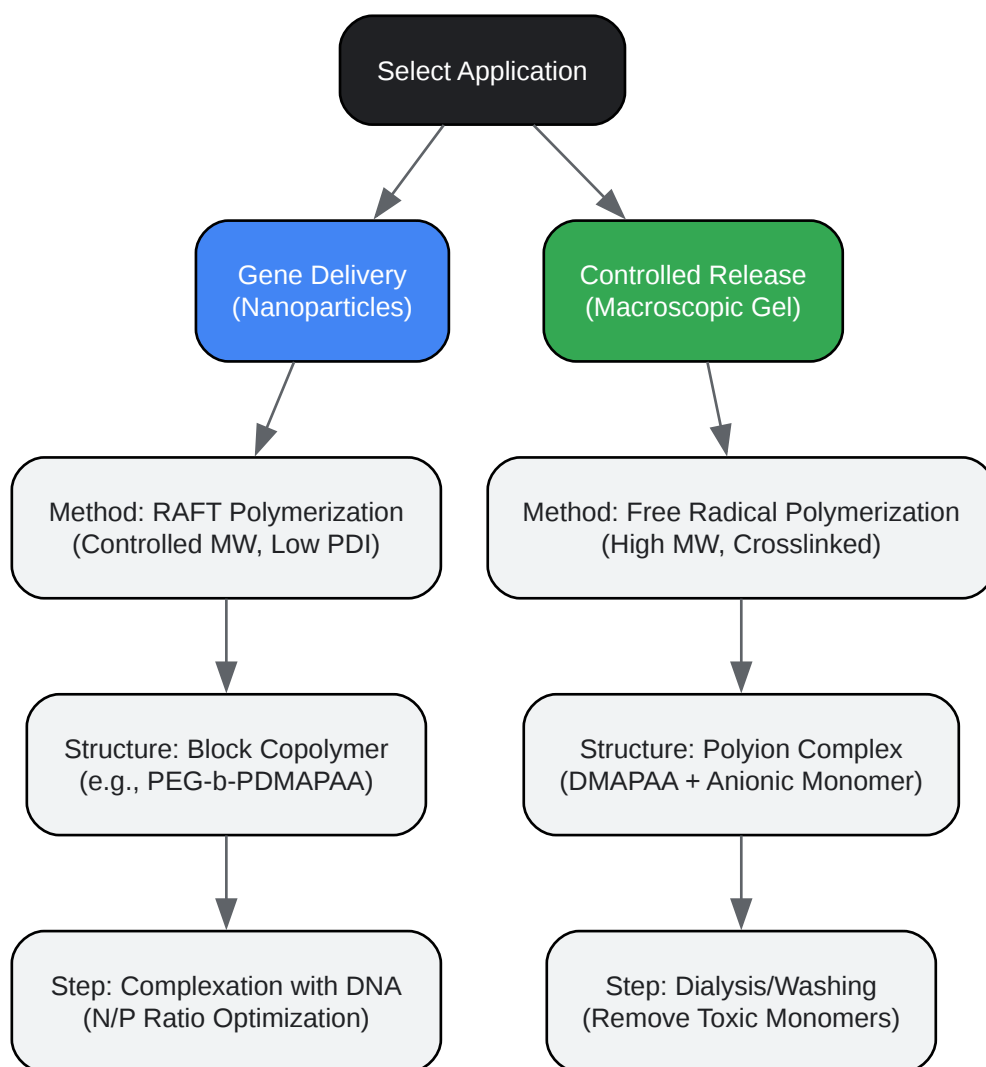 Select Application
Gene Delivery
(Nanoparticles)
Controlled Release
(Macroscopic Gel)
Method: RAFT Polymerization
(Controlled MW, Low PDI)
Method: Free Radical Polymerization
(High MW, Crosslinked)
Structure: Block Copolymer
(e.g., PEG-b-PDMAPAA)
Structure: Polyion Complex
(DMAPAA + Anionic Monomer)
Step: Complexation with DNA
(N/P Ratio Optimization)
Step: Dialysis/Washing
(Remove Toxic Monomers)